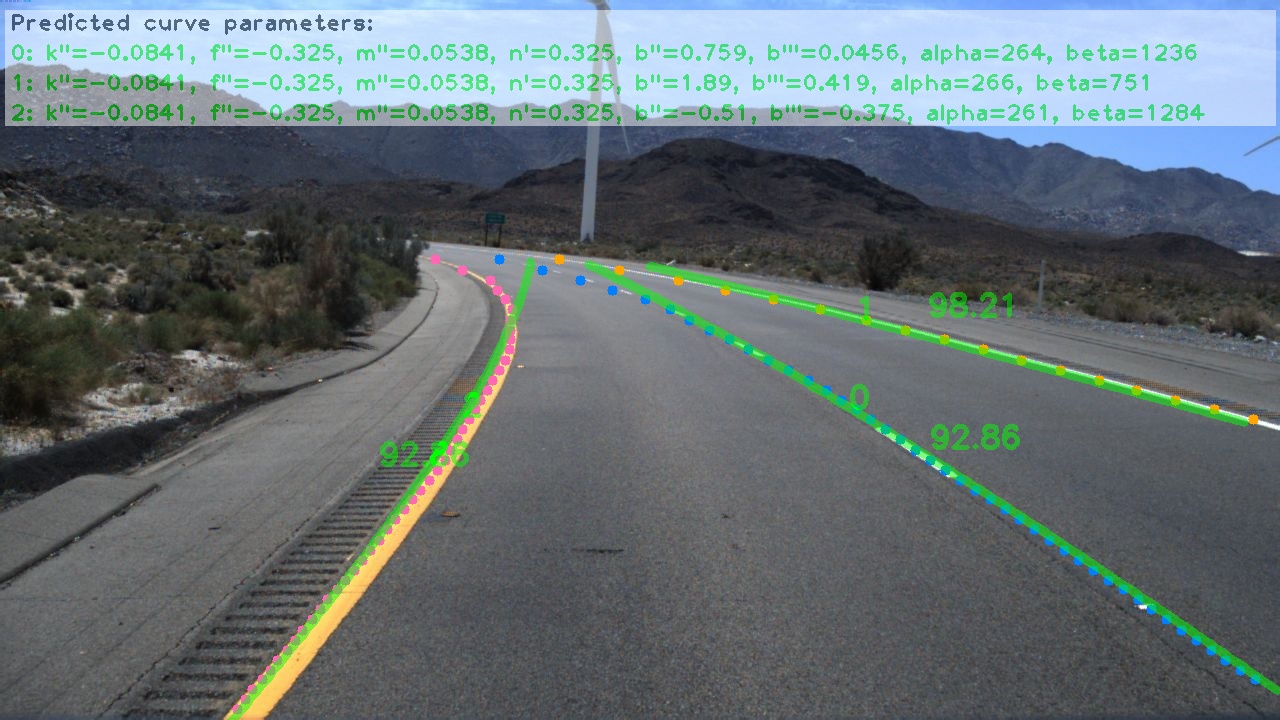 Predicted curve parameters:
0: k''=-0.0841, f''=-0.325, m''=0.0538, n'=0.325, b''=0.759, b'''=0.0456, alpha=264, beta=1236
1: k''=-0.0841, f''=-0.325, m''=0.0538, n'=0.325, b''=1.89, b'''=0.419, alpha=266, beta=751
2: k''=-0.0841, f''=-0.325, m''=0.0538, n'=0.325, b''=-0.51, b'''=-0.375, alpha=261, beta=1284
1 98.21
2 0
92.86